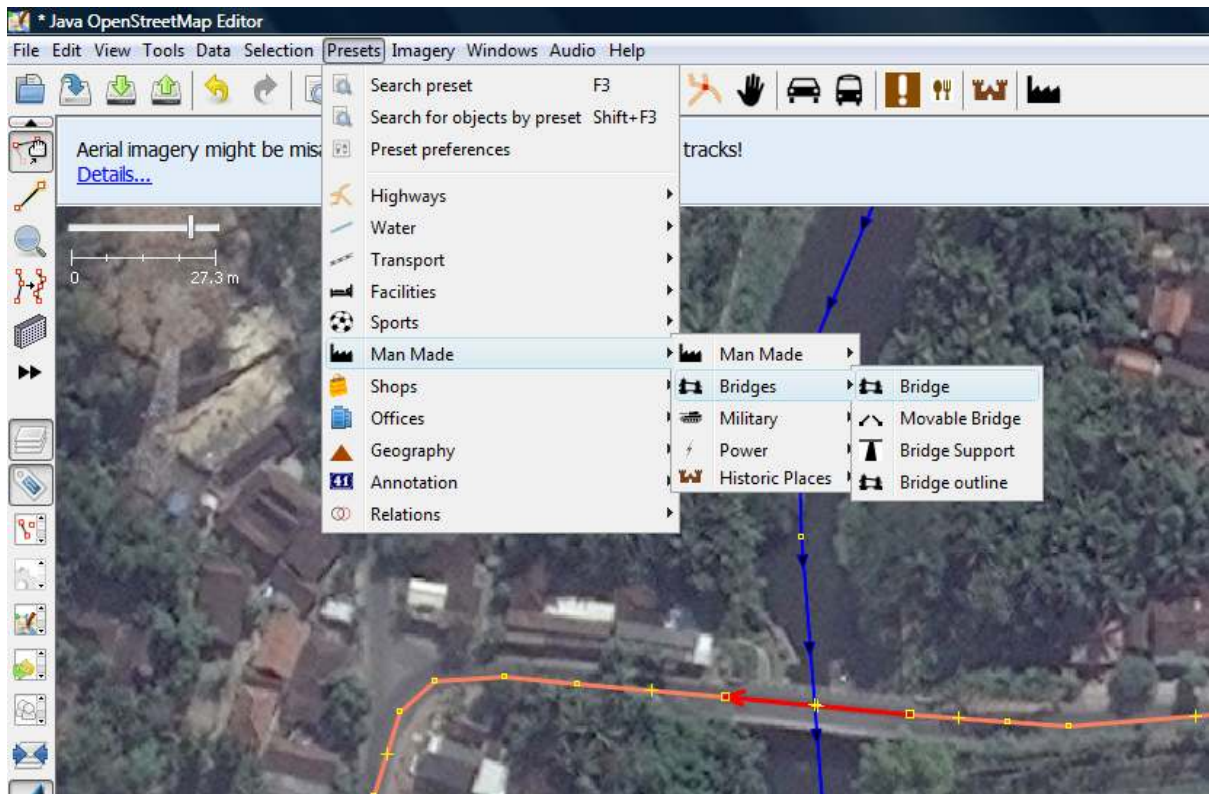 * Java OpenStreetMap Editor
File Edit View Tools Data Selection Presets Imagery Windows Audio Help
Search preset F3
Search for objects by preset Shift+F3
Preset preferences
Aerial imagery might be misa tracks!
Details...
0 27.3 m
Highways
Water
Transport
Facilities
Sports
Man Made
Shops
Offices
Geography
41 Annotation
Relations
Man Made
Bridges
Military
Power
Historic Places
Bridge
Movable Bridge
Bridge Support
Bridge outline